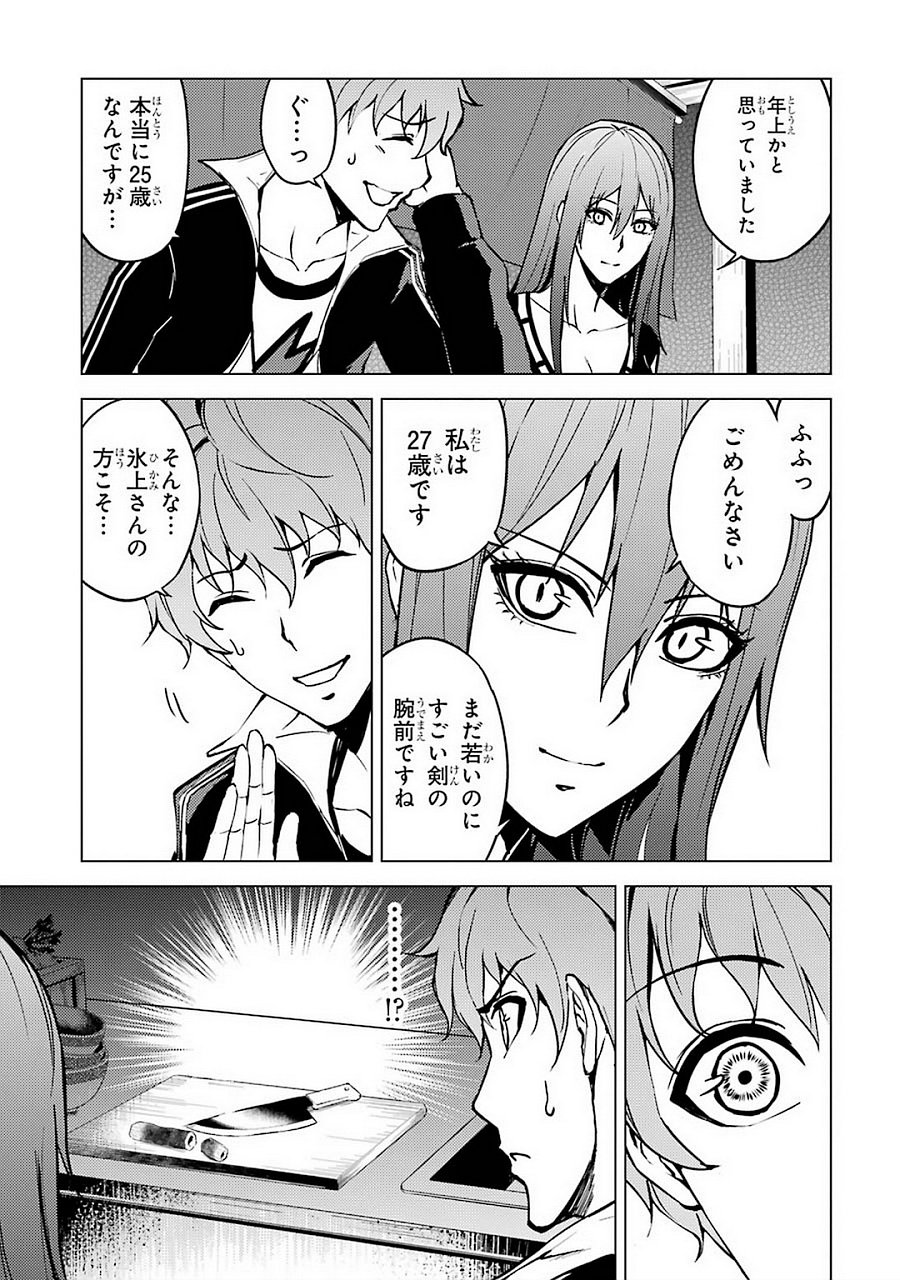 年上かと
思っていました
ぐ…っ
本当に25歳
なんですが…
ふふっ
ごめんなさい
私は
27歳です
まだ若いのに
すごい剣の
腕前ですね
そんな…
氷上さんの
方こそ…
…………!?